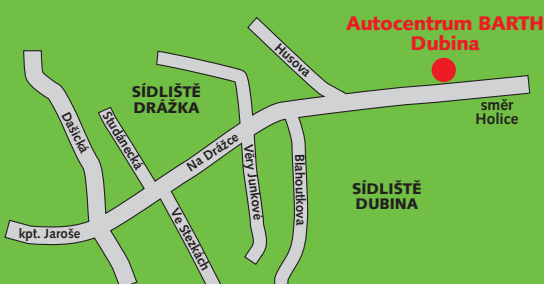 Autocentrum BARTH
Dubina
Husova
SÍDLIŠTĚ
DRÁŽKA
směr
Holice
Dašická
Studánecká
Na Drážce
Věry Junkové
Blahoutkova
SÍDLIŠTĚ
DUBINA
kpt. Jaroše
Ve Stezkách